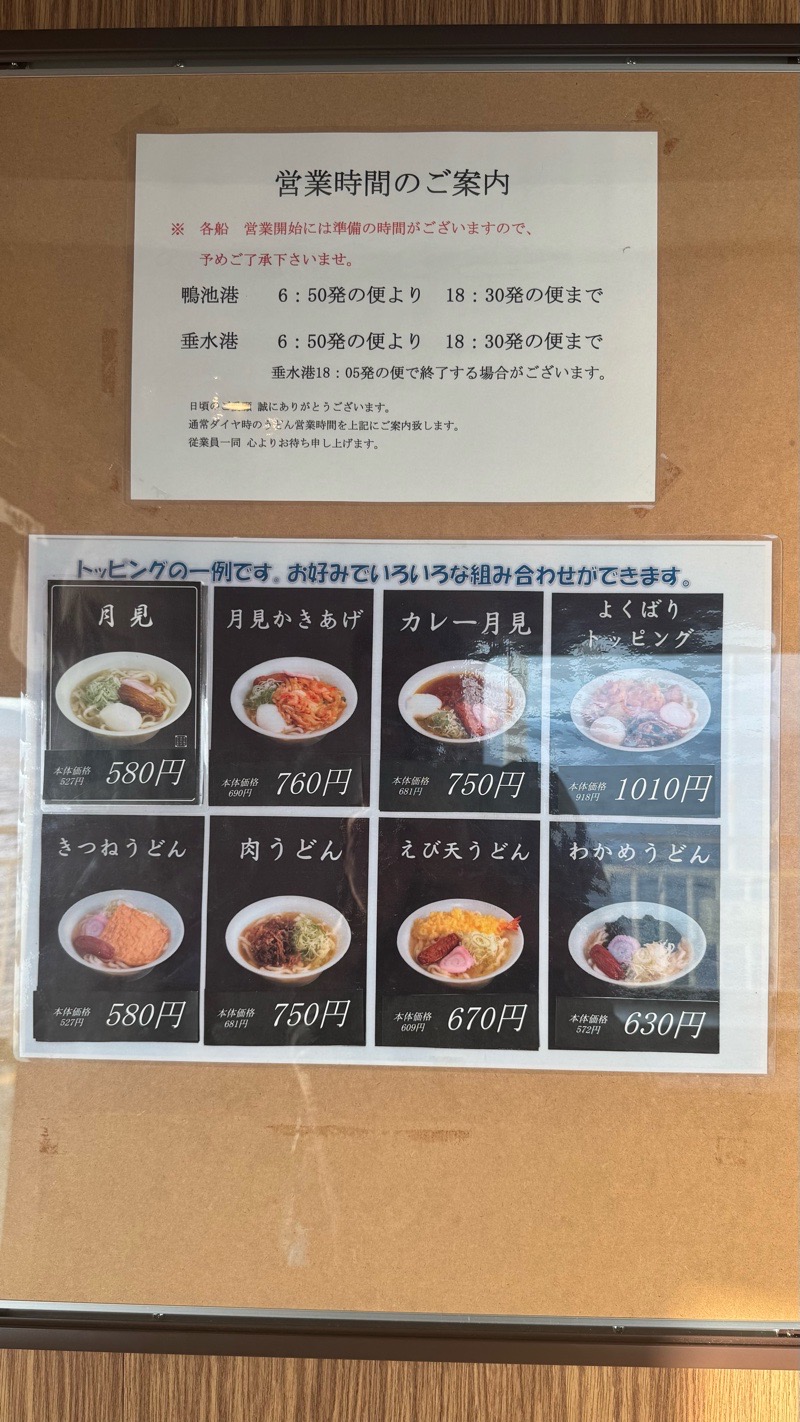 営業時間のご案内
※ 各船 営業開始には準備の時間がございますので、
予めご了承下さいませ。
鴨池港 6：50発の便より 18：30発の便まで
垂水港 6：50発の便より 18：30発の便まで
垂水港18：05発の便で終了する場合がございます。
日頃の 誠にありがとうございます。
通常ダイヤ時のうどん営業時間を上記にご案内致します。
従業員一同 心よりお待ち申し上げます。
トッピングの一例です。お好みでいろいろな組み合わせができます。
月見
本体価格
527円
580円
月見かきあげ
本体価格
690円
760円
カレー月見
本体価格
681円
750円
よくばり
トッピング
本体価格
918円
1010円
きつねうどん
本体価格
527円
580円
肉うどん
本体価格
681円
750円
えび天うどん
本体価格
609円
670円
わかめうどん
本体価格
572円
630円